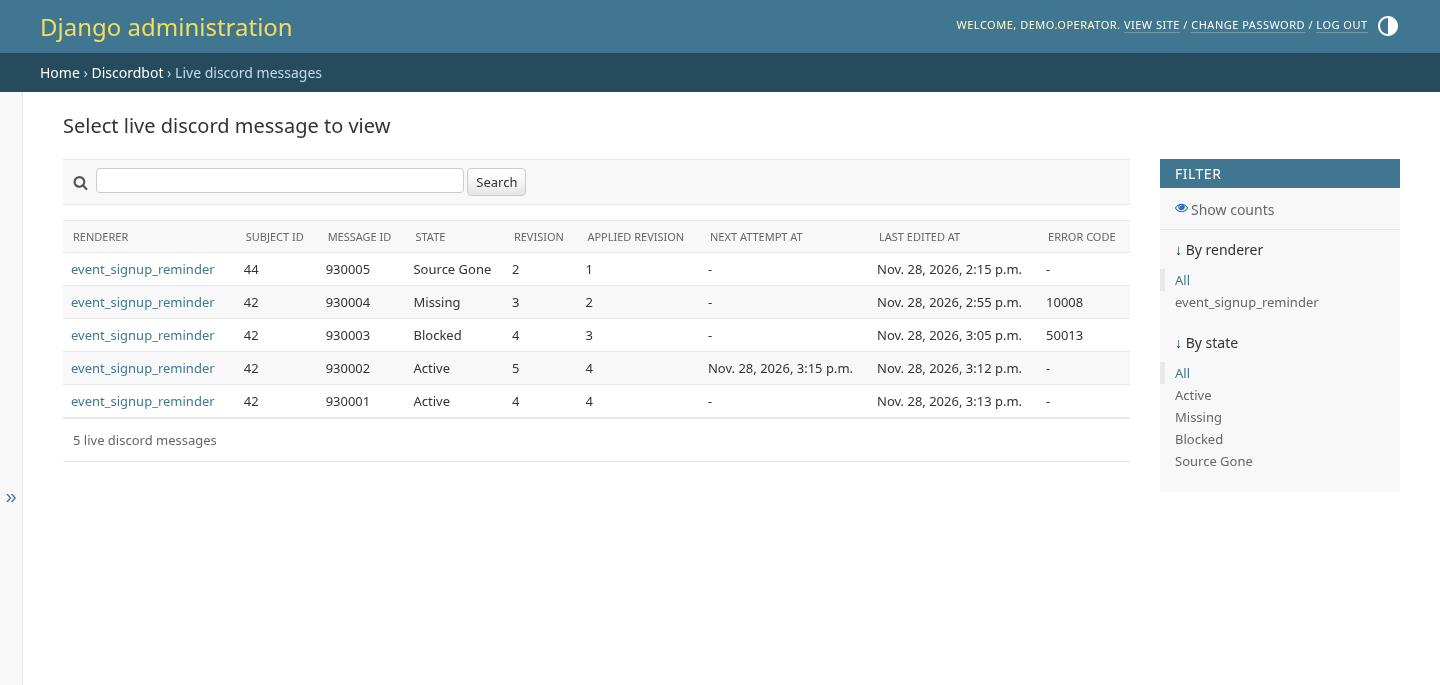 Django administration
WELCOME, DEMO.OPERATOR. VIEW SITE / CHANGE PASSWORD / LOG OUT
Home › Discordbot › Live discord messages
Select live discord message to view
Search
RENDERER SUBJECT ID MESSAGE ID STATE REVISION APPLIED REVISION NEXT ATTEMPT AT LAST EDITED AT ERROR CODE
event_signup_reminder 44 930005 Source Gone 2 1 - Nov. 28, 2026, 2:15 p.m. -
event_signup_reminder 42 930004 Missing 3 2 - Nov. 28, 2026, 2:55 p.m. 10008
event_signup_reminder 42 930003 Blocked 4 3 - Nov. 28, 2026, 3:05 p.m. 50013
event_signup_reminder 42 930002 Active 5 4 Nov. 28, 2026, 3:15 p.m. Nov. 28, 2026, 3:12 p.m. -
event_signup_reminder 42 930001 Active 4 4 - Nov. 28, 2026, 3:13 p.m. -
5 live discord messages
FILTER
Show counts
↓ By renderer
All
event_signup_reminder
↓ By state
All
Active
Missing
Blocked
Source Gone
»